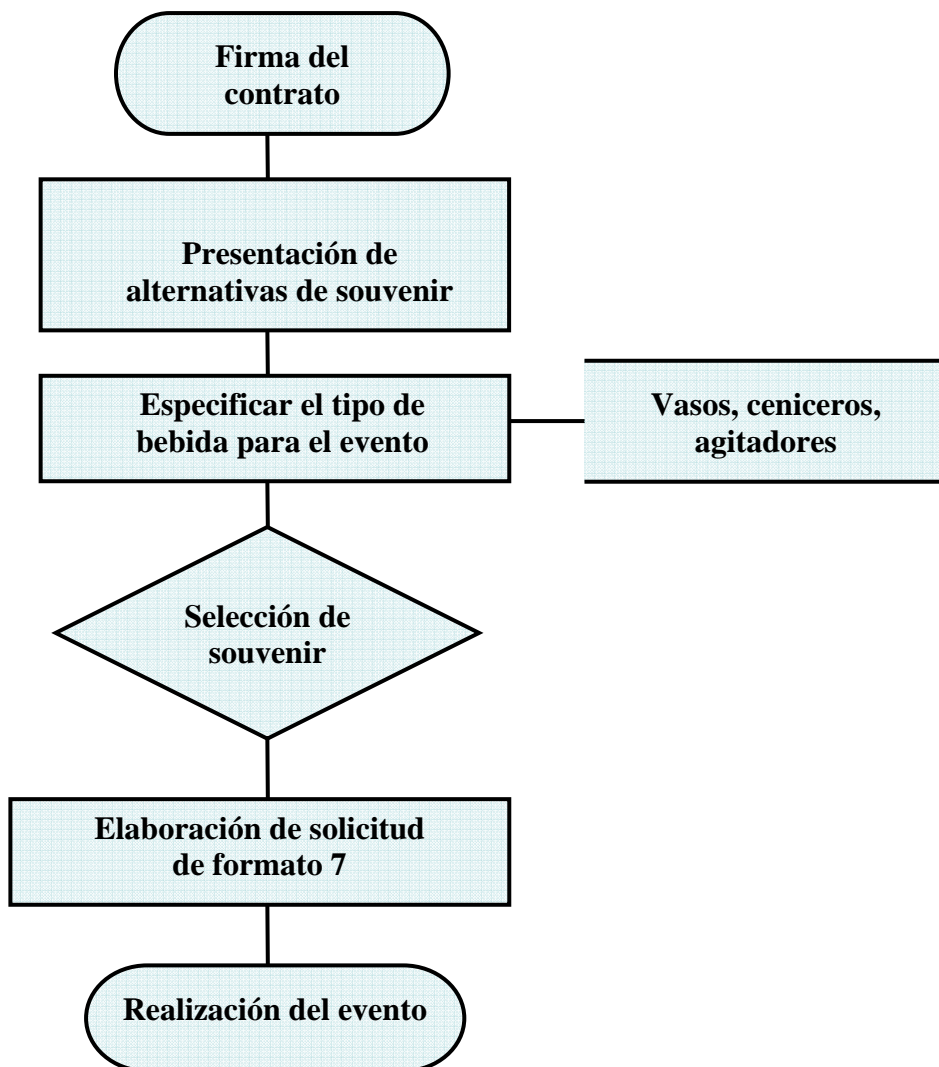 Firma del
contrato
Presentación de
alternativas de souvenir
Especificar el tipo de
bebida para el evento
Vasos, ceniceros,
agitadores
Selección de
souvenir
Elaboración de solicitud
de formato 7
Realización del evento